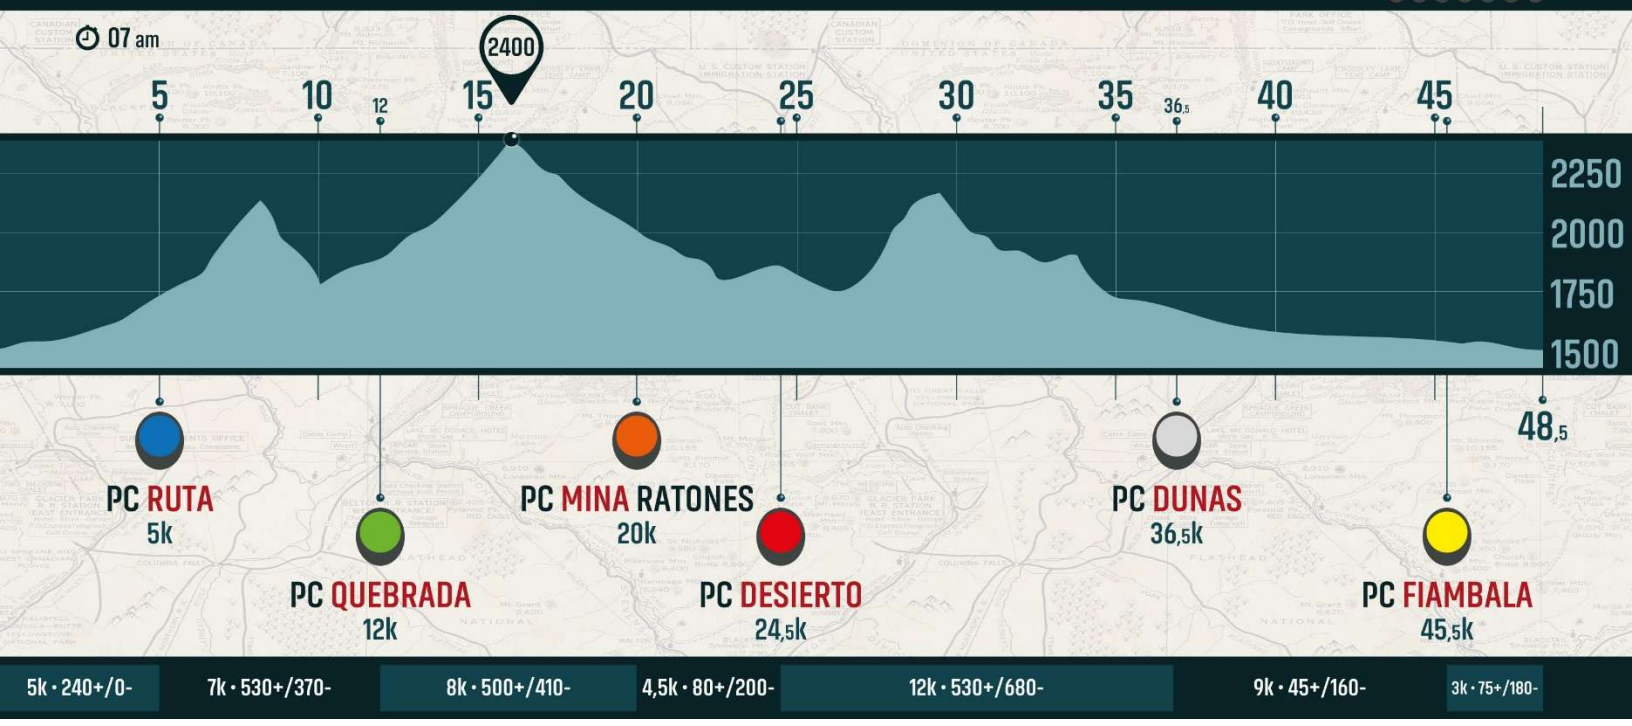 07 am
2400
5
10
12
15
20
25
30
35
36,5
40
45
2250
2000
1750
1500
48,5
PC RUTA
5k
PC MINA RATONES
20k
PC DUNAS
36,5k
PC QUEBRADA
12k
PC DESIERTO
24,5k
PC FIAMBALA
45,5k
5k · 240+/0-
7k · 530+/370-
8k · 500+/410-
4,5k · 80+/200-
12k · 530+/680-
9k · 45+/160-
3k · 75+/180-